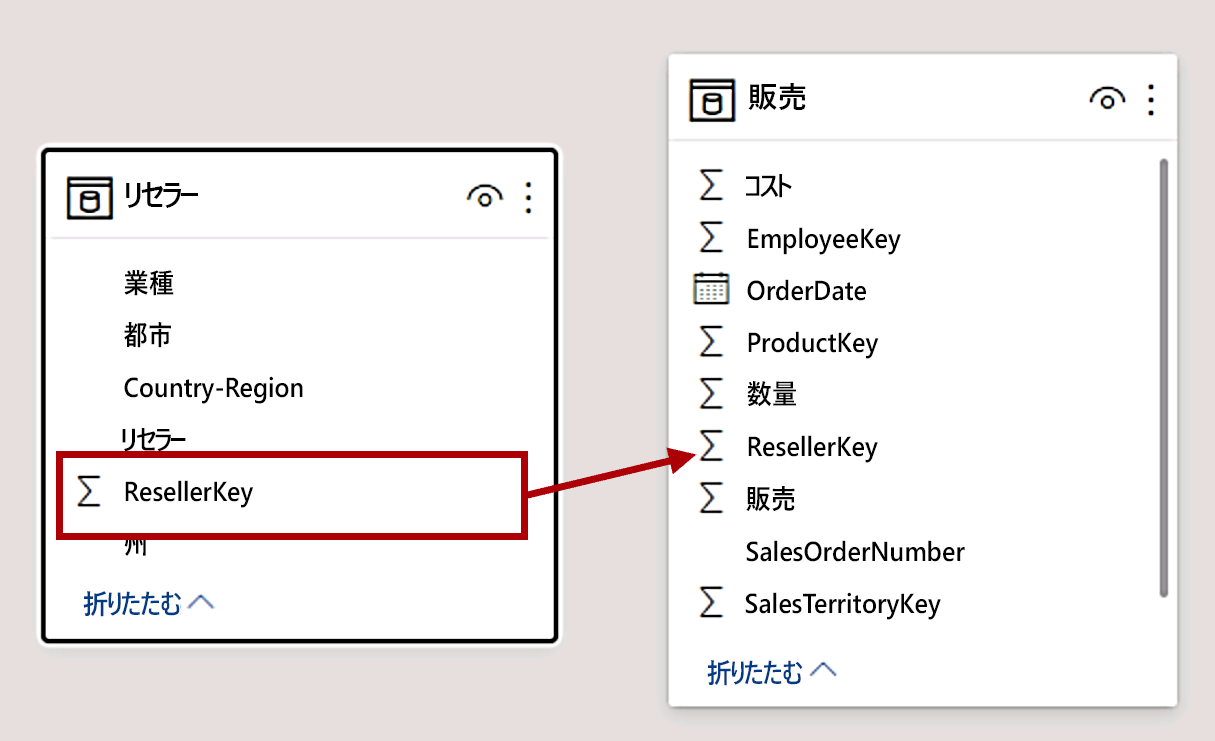 リセラー
業種
都市
Country-Region
リセラー
ResellerKey
州
折りたたむ
販売
コスト
EmployeeKey
OrderDate
ProductKey
数量
ResellerKey
販売
SalesOrderNumber
SalesTerritoryKey
折りたたむ